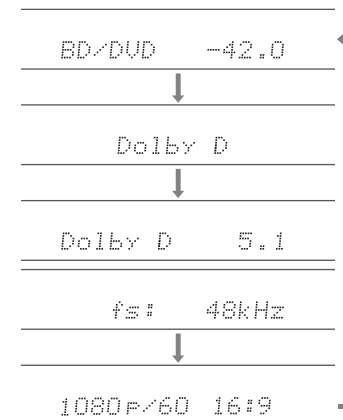 BD/DVD -42.0
Dolby D
Dolby D 5.1
fs: 48kHz
1080p/60 16:9